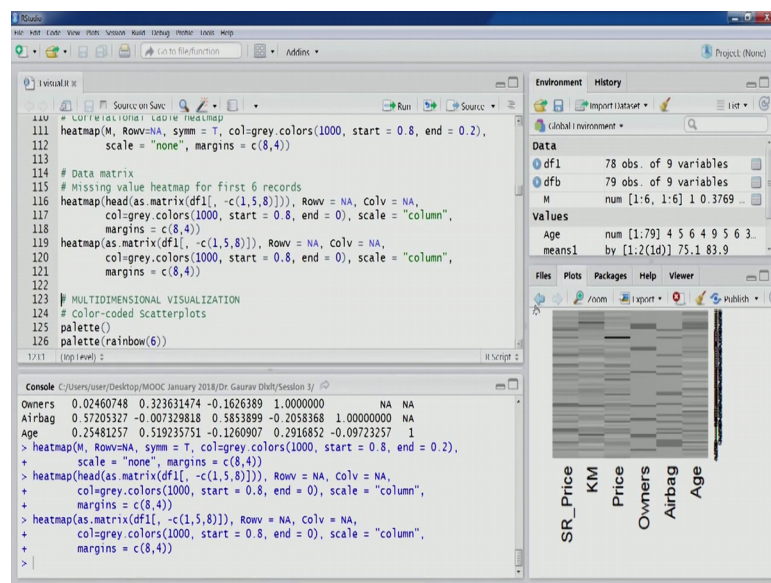 RStudio
File Edit Code View Plots Session Build Debug Profile Tools Help
Go to file/function
Addins
Project: (None)
1visual.R
Source on Save
Run
Source
110 # Correlational table heatmap
111 heatmap(M, Rowv=NA, symm = T, col=grey.colors(1000, start = 0.8, end = 0.2),
112 scale = "none", margins = c(8,4))
113
114 # Data matrix
115 # Missing value heatmap for first 6 records
116 heatmap(head(as.matrix(df1[, -c(1,5,8)])), Rowv = NA, Colv = NA,
117 col=grey.colors(1000, start = 0.8, end = 0), scale = "column",
118 margins = c(8,4))
119 heatmap(as.matrix(df1[, -c(1,5,8)]), Rowv = NA, Colv = NA,
120 col=grey.colors(1000, start = 0.8, end = 0), scale = "column",
121 margins = c(8,4))
122
123 # MULTIDIMENSIONAL VISUALIZATION
124 # Color-coded Scatterplots
125 palette()
126 palette(rainbow(6))
123:1 (Top Level)
R Script
Console C:/Users/user/Desktop/MOOC January 2018/Dr. Gaurav Dixit/Session 3/
Owners 0.02460748 0.323631474 -0.1626389 1.0000000 NA NA
Airbag 0.57205327 -0.007329818 0.5853899 -0.2058368 1.00000000 NA
Age 0.25481257 0.519235751 -0.1260907 0.2916852 -0.09723257 1
> heatmap(M, Rowv=NA, symm = T, col=grey.colors(1000, start = 0.8, end = 0.2),
+ scale = "none", margins = c(8,4))
> heatmap(head(as.matrix(df1[, -c(1,5,8)])), Rowv = NA, Colv = NA,
+ col=grey.colors(1000, start = 0.8, end = 0), scale = "column",
+ margins = c(8,4))
> heatmap(as.matrix(df1[, -c(1,5,8)]), Rowv = NA, Colv = NA,
+ col=grey.colors(1000, start = 0.8, end = 0), scale = "column",
+ margins = c(8,4))
>
Environment History
Import Dataset
List
Global Environment
Data
df1 78 obs. of 9 variables
dfb 79 obs. of 9 variables
M num [1:6, 1:6] 1 0.3769 ...
Values
Age num [1:79] 4 5 6 4 9 5 6 3...
means1 by [1:2(1d)] 75.1 83.9
Files Plots Packages Help Viewer
Zoom Export Publish
SR_Price
KM
Price
Owners
Airbag
Age